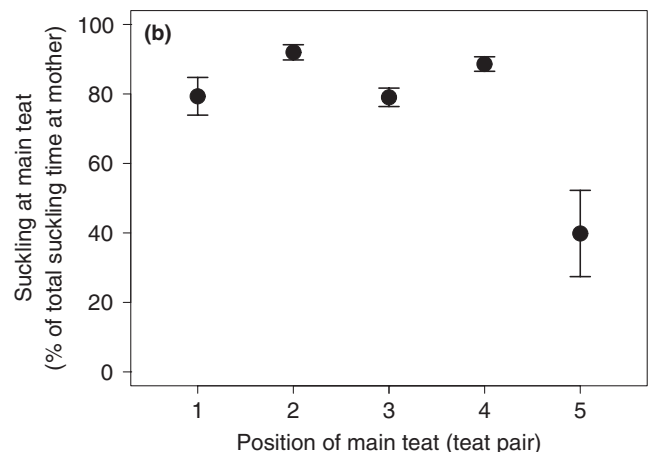 (b)
Suckling at main teat
(% of total suckling time at mother)
100
80
60
40
20
0
1 2 3 4 5
Position of main teat (teat pair)